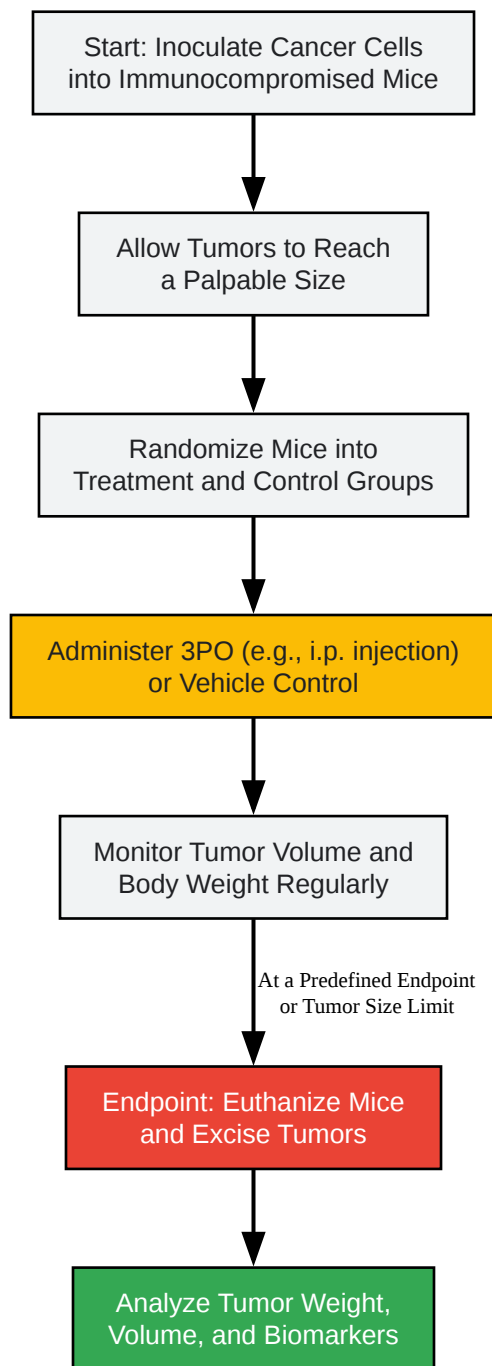 Start: Inoculate Cancer Cells
into Immunocompromised Mice
Allow Tumors to Reach
a Palpable Size
Randomize Mice into
Treatment and Control Groups
Administer 3PO (e.g., i.p. injection)
or Vehicle Control
Monitor Tumor Volume and
Body Weight Regularly
At a Predefined Endpoint
or Tumor Size Limit
Endpoint: Euthanize Mice
and Excise Tumors
Analyze Tumor Weight,
Volume, and Biomarkers